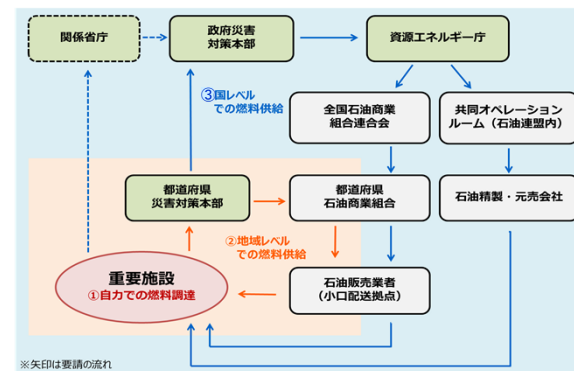 関係省庁
政府災害
対策本部
資源エネルギー庁
③国レベル
での燃料供給
全国石油商業
組合連合会
共同オペレーション
ルーム（石油連盟内）
都道府県
災害対策本部
都道府県
石油商業組合
石油精製・元売会社
②地域レベル
での燃料供給
重要施設
①自力での燃料調達
石油販売業者
（小口配送拠点）
※矢印は要請の流れ